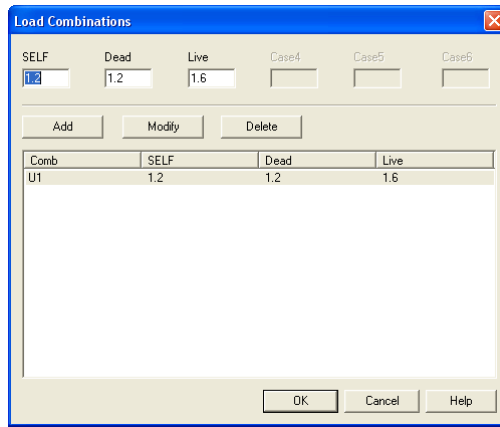 Load Combinations
SELF Dead Live Case4 Case5 Case6
1.2 1.2 1.6
Add Modify Delete
Comb SELF Dead Live
U1 1.2 1.2 1.6
OK Cancel Help